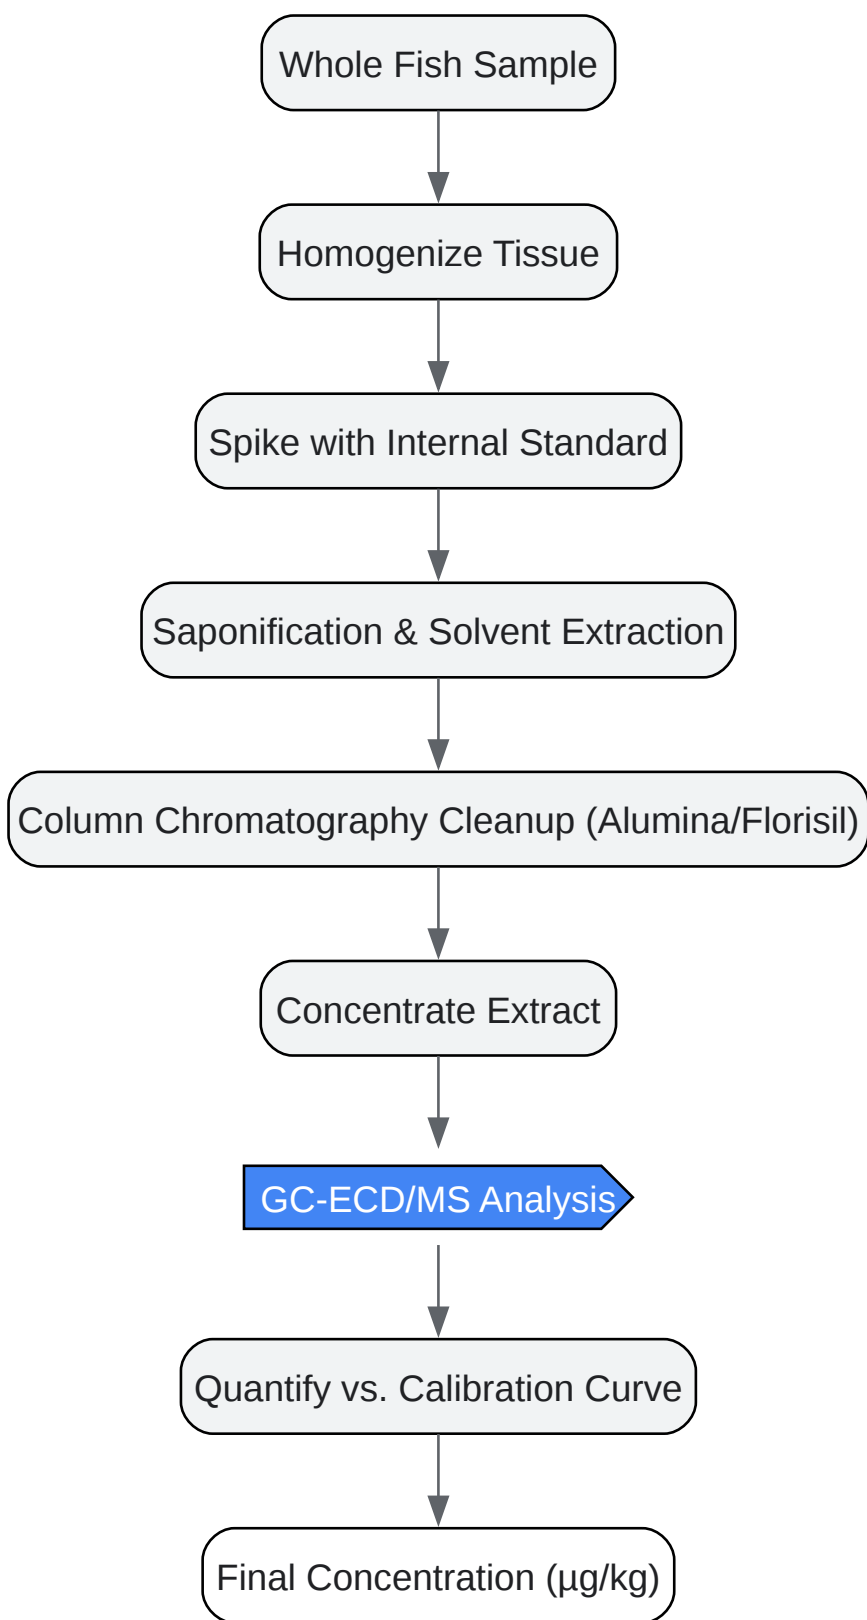 Whole Fish Sample
Homogenize Tissue
Spike with Internal Standard
Saponification & Solvent Extraction
Column Chromatography Cleanup (Alumina/Florisil)
Concentrate Extract
GC-ECD/MS Analysis
Quantify vs. Calibration Curve
Final Concentration (µg/kg)